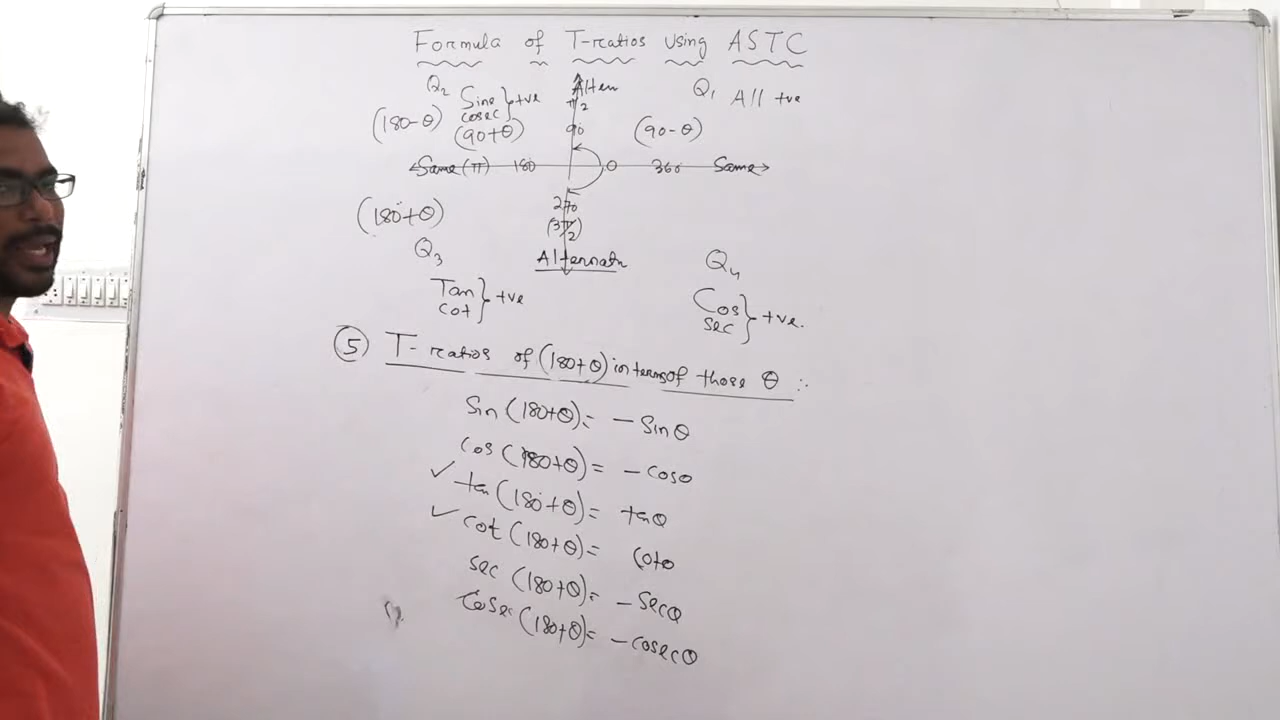 Formula of T-ratios using ASTC
Q2 Sine cosec } +ve
Alten
π/2
Q1 All +ve
(180-θ)
(90+θ)
90
(90-θ)
Same (π) 180
0 360 Same
(180°+θ)
270
(3π/2)
Q3
Alternate
Q4
Tan cot } +ve
Cos sec } +ve.
⑤ T-ratios of (180+θ) in terms of those θ :-
Sin (180+θ) = - Sin θ
Cos (180+θ) = - cos θ
✓ tan (180°+θ) = tan θ
✓ cot (180+θ) = cot θ
sec (180+θ) = - sec θ
Cosec (180+θ) = - cosec θ